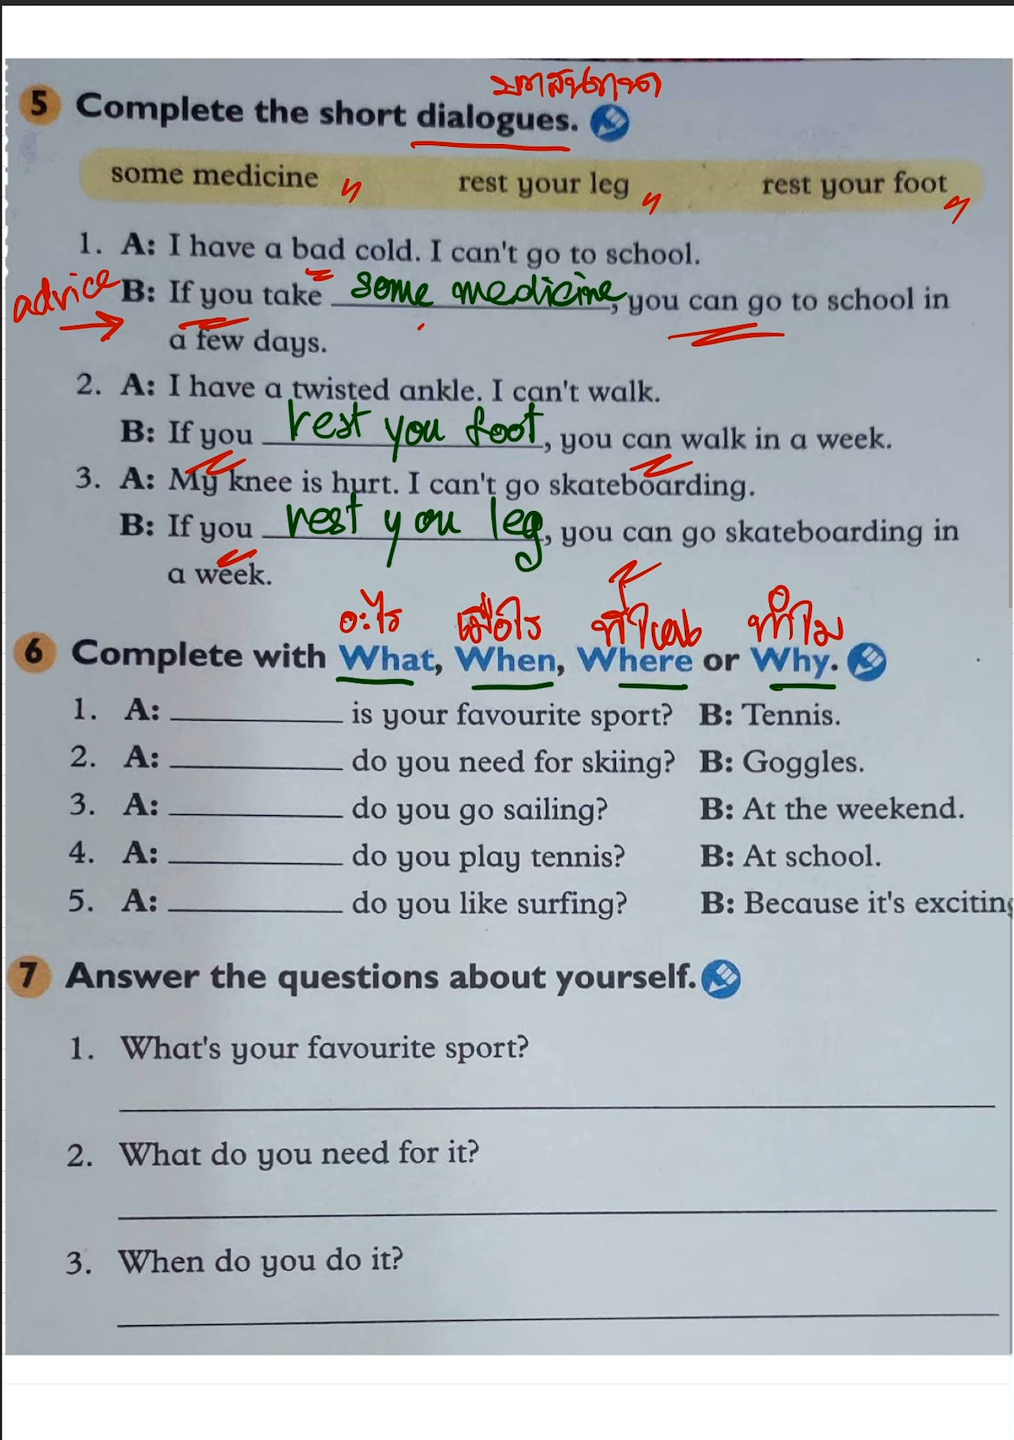 บทสนทนา
5 Complete the short dialogues.
some medicine rest your leg rest your foot
1. A: I have a bad cold. I can't go to school.
advice B: If you take some medicine, you can go to school in
a few days.
2. A: I have a twisted ankle. I can't walk.
B: If you rest you foot, you can walk in a week.
3. A: My knee is hurt. I can't go skateboarding.
B: If you rest you leg, you can go skateboarding in
a week.
อะไร เมื่อไร ที่ไหน ทำไม
6 Complete with What, When, Where or Why.
1. A: ____________ is your favourite sport? B: Tennis.
2. A: ____________ do you need for skiing? B: Goggles.
3. A: ____________ do you go sailing? B: At the weekend.
4. A: ____________ do you play tennis? B: At school.
5. A: ____________ do you like surfing? B: Because it's exciting
7 Answer the questions about yourself.
1. What's your favourite sport?
2. What do you need for it?
3. When do you do it?